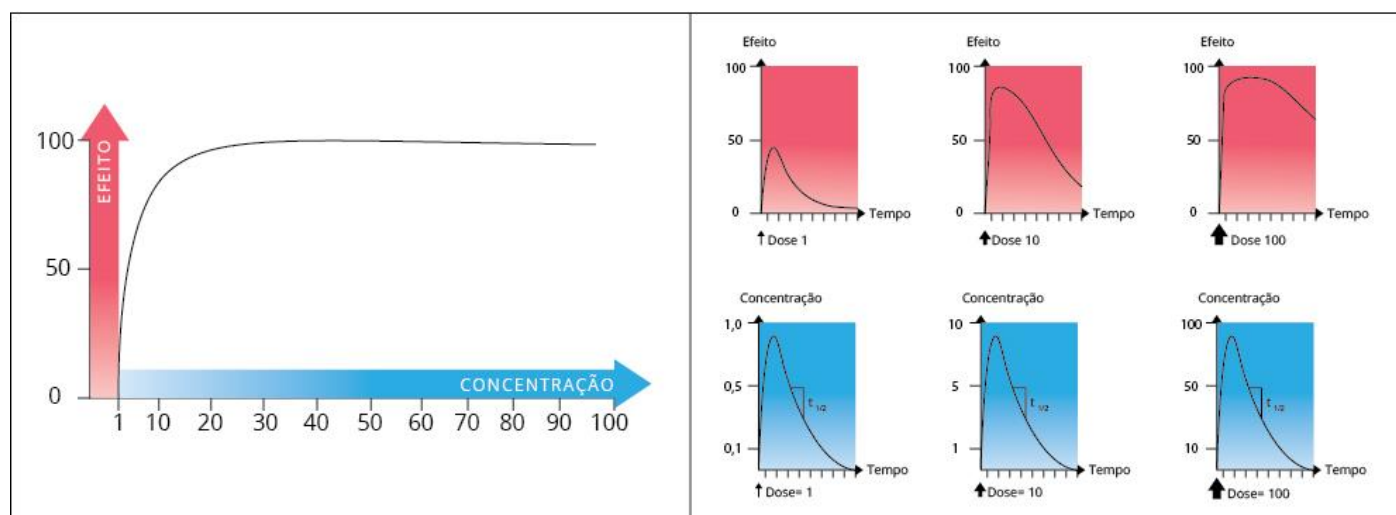 100
50
0
EFEITO
CONCENTRAÇÃO
1 10 20 30 40 50 60 70 80 90 100
Efeito
100
50
0
Tempo
↑ Dose 1
Efeito
100
50
0
Tempo
↑ Dose 10
Efeito
100
50
0
Tempo
↑ Dose 100
Concentração
1,0
0,5
t 1/2
0,1
Tempo
↑ Dose= 1
Concentração
10
5
t 1/2
1
Tempo
↑ Dose= 10
Concentração
100
50
t 1/2
10
Tempo
↑ Dose= 100